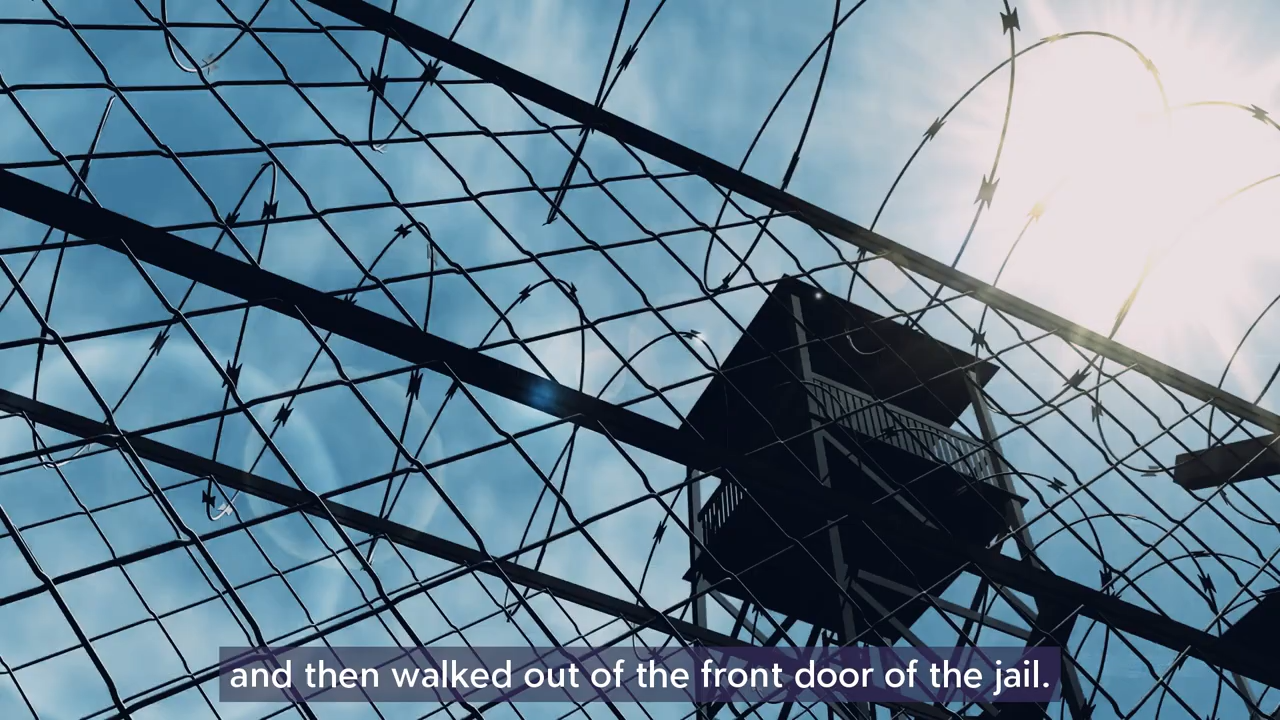 and then walked out of the front door of the jail.